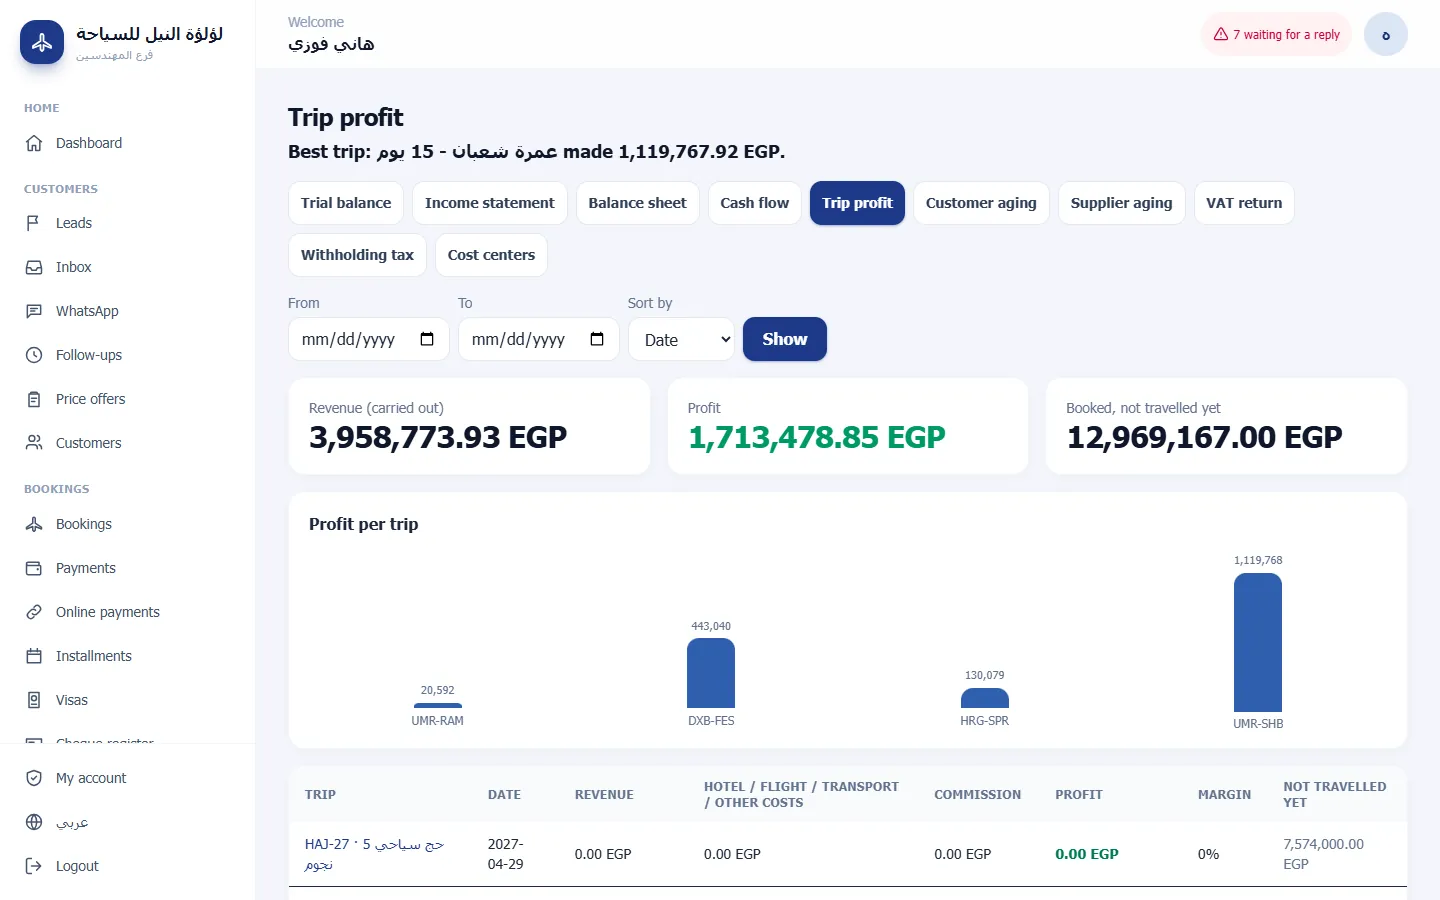 لؤلؤة النيل للسياحة
فرع المهندسين
HOME
Dashboard
CUSTOMERS
Leads
Inbox
WhatsApp
Follow-ups
Price offers
Customers
BOOKINGS
Bookings
Payments
Online payments
Installments
Visas
Cheque register
My account
عربي
Logout
Welcome
هاني فوزي
7 waiting for a reply
ه
Trip profit
Best trip: عمرة شعبان - 15 يوم made 1,119,767.92 EGP.
Trial balance
Income statement
Balance sheet
Cash flow
Trip profit
Customer aging
Supplier aging
VAT return
Withholding tax
Cost centers
From
To
Sort by
mm/dd/yyyy
mm/dd/yyyy
Date
Show
Revenue (carried out)
3,958,773.93 EGP
Profit
1,713,478.85 EGP
Booked, not travelled yet
12,969,167.00 EGP
Profit per trip
20,592
UMR-RAM
443,040
DXB-FES
130,079
HRG-SPR
1,119,768
UMR-SHB
TRIP
DATE
REVENUE
HOTEL / FLIGHT / TRANSPORT
/ OTHER COSTS
COMMISSION
PROFIT
MARGIN
NOT TRAVELLED
YET
HAJ-27 · حج سياحي 5
نجوم
2027-
04-29
0.00 EGP
0.00 EGP
0.00 EGP
0.00 EGP
0%
7,574,000.00
EGP